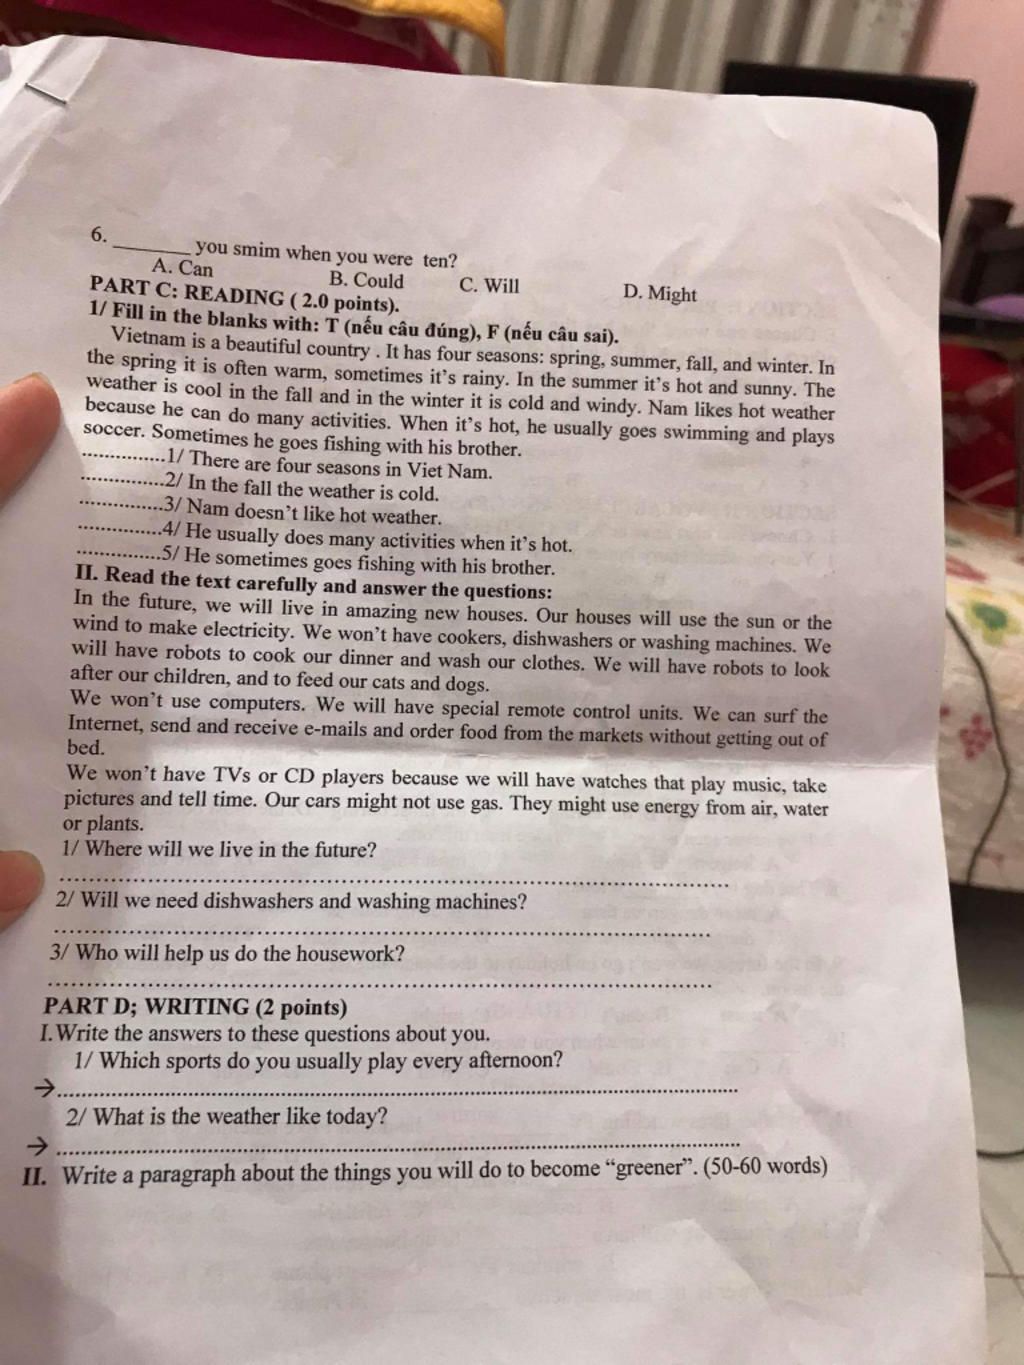 6. ________ you smim when you were ten?
A. Can B. Could C. Will D. Might
PART C: READING ( 2.0 points).
1/ Fill in the blanks with: T (nếu câu đúng), F (nếu câu sai).
Vietnam is a beautiful country . It has four seasons: spring, summer, fall, and winter. In
the spring it is often warm, sometimes it's rainy. In the summer it's hot and sunny. The
weather is cool in the fall and in the winter it is cold and windy. Nam likes hot weather
because he can do many activities. When it's hot, he usually goes swimming and plays
soccer. Sometimes he goes fishing with his brother.
...............1/ There are four seasons in Viet Nam.
...............2/ In the fall the weather is cold.
...............3/ Nam doesn't like hot weather.
...............4/ He usually does many activities when it's hot.
...............5/ He sometimes goes fishing with his brother.
II. Read the text carefully and answer the questions:
In the future, we will live in amazing new houses. Our houses will use the sun or the
wind to make electricity. We won't have cookers, dishwashers or washing machines. We
will have robots to cook our dinner and wash our clothes. We will have robots to look
after our children, and to feed our cats and dogs.
We won't use computers. We will have special remote control units. We can surf the
Internet, send and receive e-mails and order food from the markets without getting out of
bed.
We won't have TVs or CD players because we will have watches that play music, take
pictures and tell time. Our cars might not use gas. They might use energy from air, water
or plants.
1/ Where will we live in the future?
................................................................................
2/ Will we need dishwashers and washing machines?
................................................................................
3/ Who will help us do the housework?
................................................................................
PART D; WRITING (2 points)
I. Write the answers to these questions about you.
1/ Which sports do you usually play every afternoon?
→................................................................................
2/ What is the weather like today?
→ ................................................................................
II. Write a paragraph about the things you will do to become “greener”. (50-60 words)